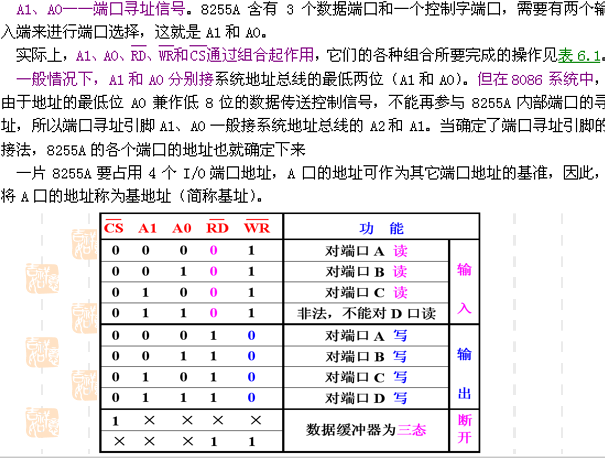 A1、A0——端口寻址信号。8255A 含有 3 个数据端口和一个控制字端口，需要有两个输
入端来进行端口选择，这就是 A1 和 A0。
实际上，A1、A0、RD、WR和CS通过组合起作用，它们的各种组合所要完成的操作见表 6.1。
一般情况下，A1 和 A0 分别接系统地址总线的最低两位（A1 和 A0）。但在 8086 系统中，
由于地址的最低位 A0 兼作低 8 位的数据传送控制信号，不能再参与 8255A 内部端口的寻
址，所以端口寻址引脚A1、A0 一般接系统地址总线的 A2 和 A1。当确定了端口寻址引脚的
接法，8255A 的各个端口的地址也就确定下来
一片 8255A 要占用 4 个 I/O 端口地址，A 口的地址可作为其它端口地址的基准，因此，
将 A 口的地址称为基地址（简称基址）。
CS A1 A0 RD WR 功 能
0 0 0 0 1 对端口 A 读
0 0 1 0 1 对端口 B 读
0 1 0 0 1 对端口 C 读
0 1 1 0 1 非法，不能对 D 口读
输入
0 0 0 1 0 对端口 A 写
0 0 1 1 0 对端口 B 写
0 1 0 1 0 对端口 C 写
0 1 1 1 0 对端口 D 写
输出
1 × × × ×
× × × 1 1
数据缓冲器为三态
断开